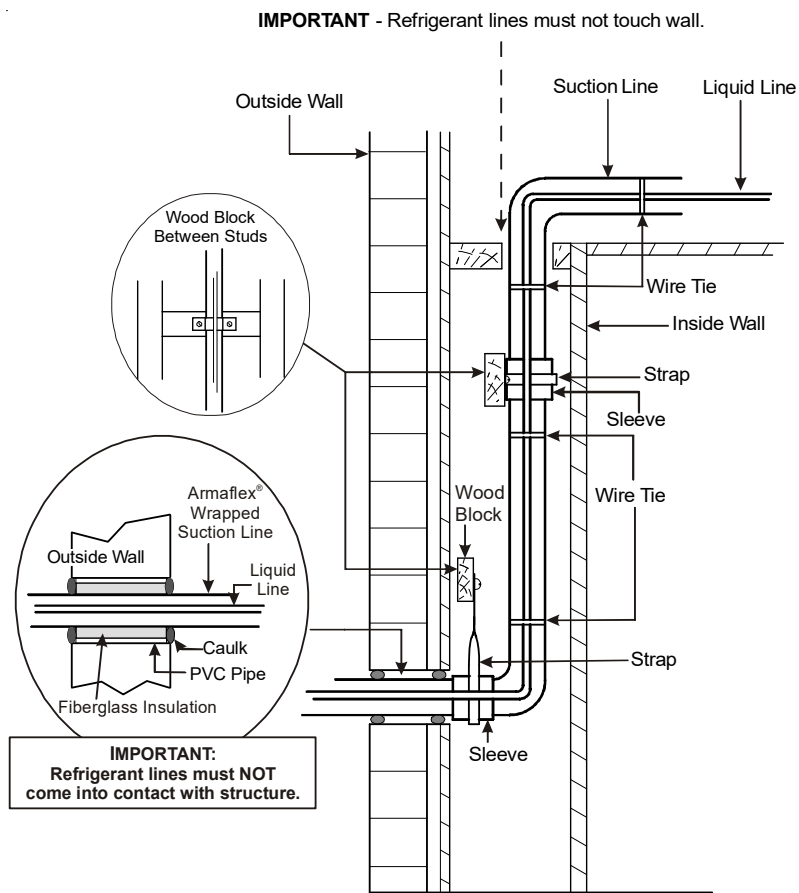 IMPORTANT - Refrigerant lines must not touch wall.
Suction Line
Liquid Line
Outside Wall
Wood Block
Between Studs
Wire Tie
Inside Wall
Strap
Sleeve
Wire Tie
Wood
Block
Armaflex®
Wrapped
Suction Line
Outside Wall
Liquid
Line
Caulk
PVC Pipe
Fiberglass Insulation
Strap
Sleeve
IMPORTANT:
Refrigerant lines must NOT
come into contact with structure.